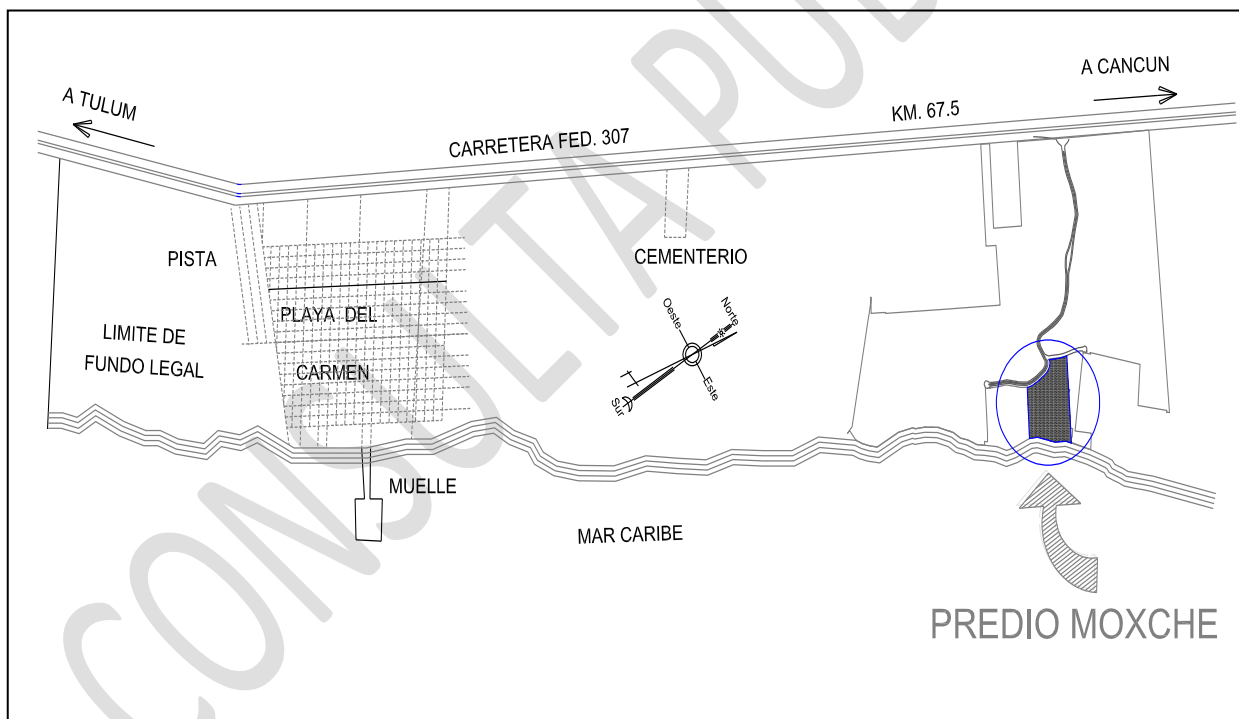 A TULUM
A CANCUN
KM. 67.5
CARRETERA FED. 307
PISTA
CEMENTERIO
Oeste
Norte
Este
Sur
LIMITE DE
FUNDO LEGAL
PLAYA DEL
CARMEN
MUELLE
MAR CARIBE
PREDIO MOXCHE
CONSULTA PUB